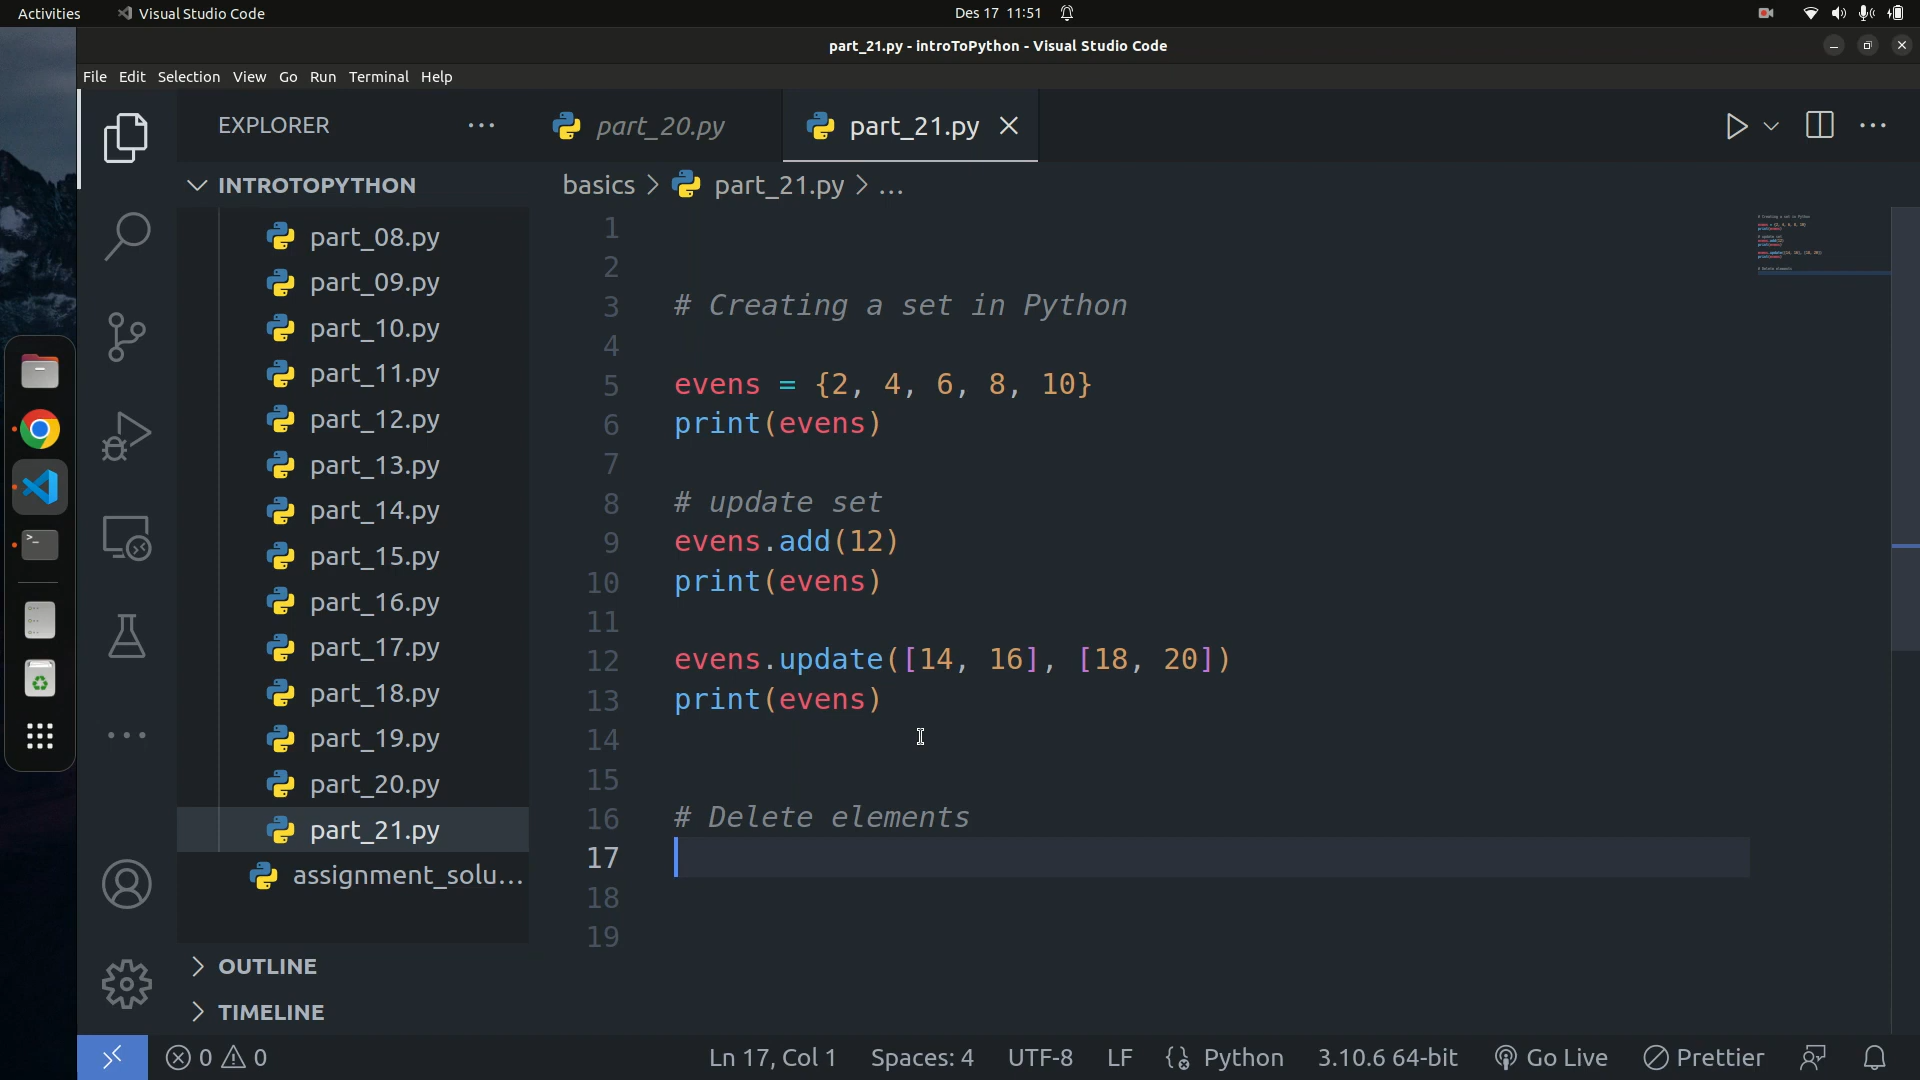 Activities Visual Studio Code Des 17 11:51
part_21.py - introToPython - Visual Studio Code
File Edit Selection View Go Run Terminal Help
EXPLORER
part_20.py part_21.py
INTROTOPYTHON
basics > part_21.py > ...
part_08.py
part_09.py
part_10.py
part_11.py
part_12.py
part_13.py
part_14.py
part_15.py
part_16.py
part_17.py
part_18.py
part_19.py
part_20.py
part_21.py
assignment_solu...
OUTLINE
TIMELINE
1
2
3 # Creating a set in Python
4
5 evens = {2, 4, 6, 8, 10}
6 print(evens)
7
8 # update set
9 evens.add(12)
10 print(evens)
11
12 evens.update([14, 16], [18, 20])
13 print(evens)
14
15
16 # Delete elements
17
18
19
0 0 Ln 17, Col 1 Spaces: 4 UTF-8 LF Python 3.10.6 64-bit Go Live Prettier